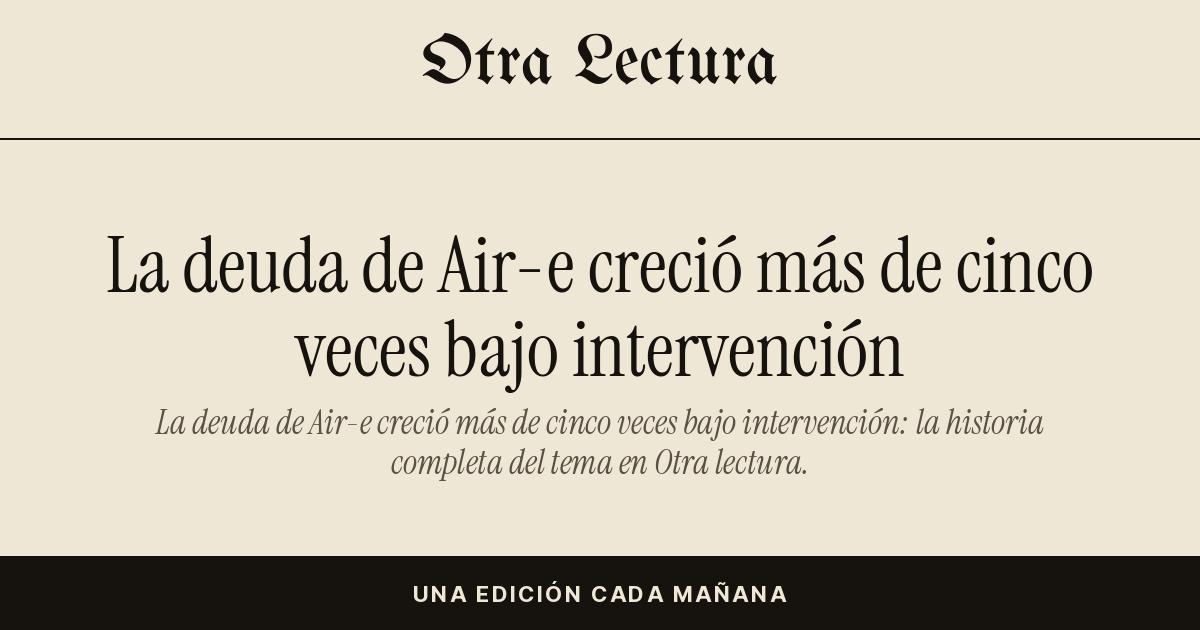 Otra Lectura
La deuda de Air-e creció más de cinco
veces bajo intervención
La deuda de Air-e creció más de cinco veces bajo intervención: la historia
completa del tema en Otra lectura.
UNA EDICIÓN CADA MAÑANA